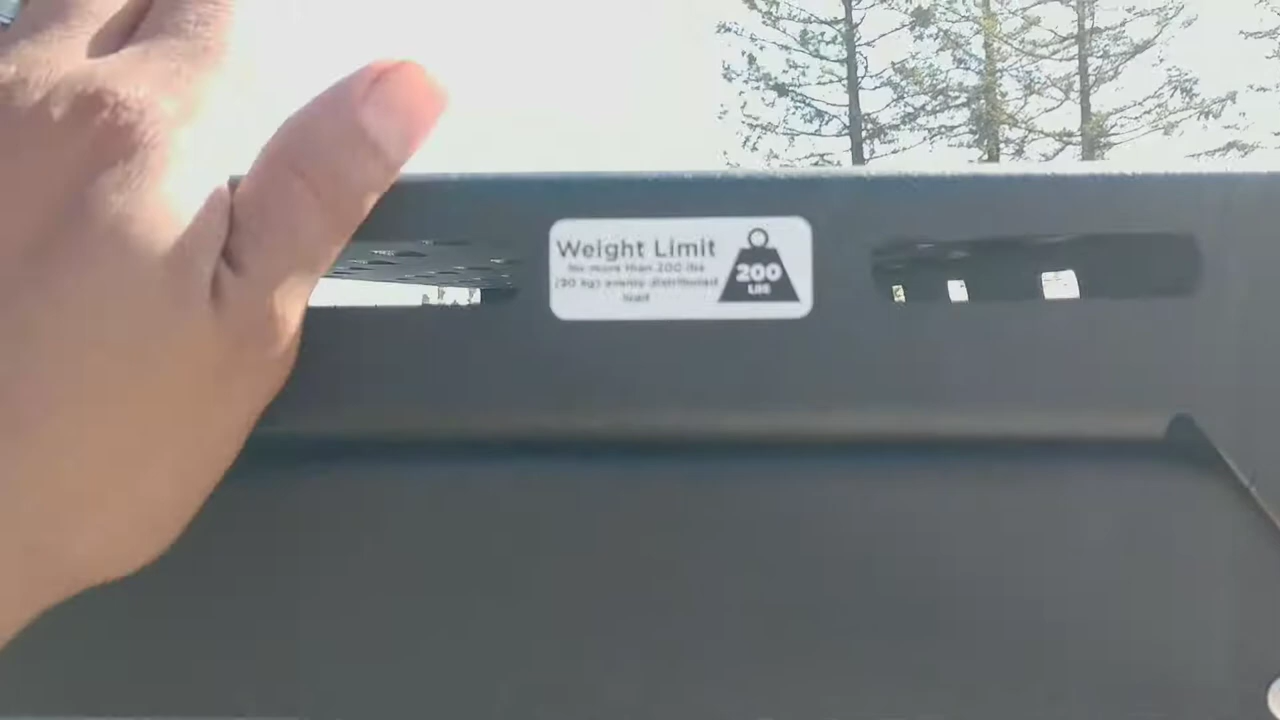 Weight Limit
No more than 200 lbs
(90 kg) evenly distributed
load
200
LBS